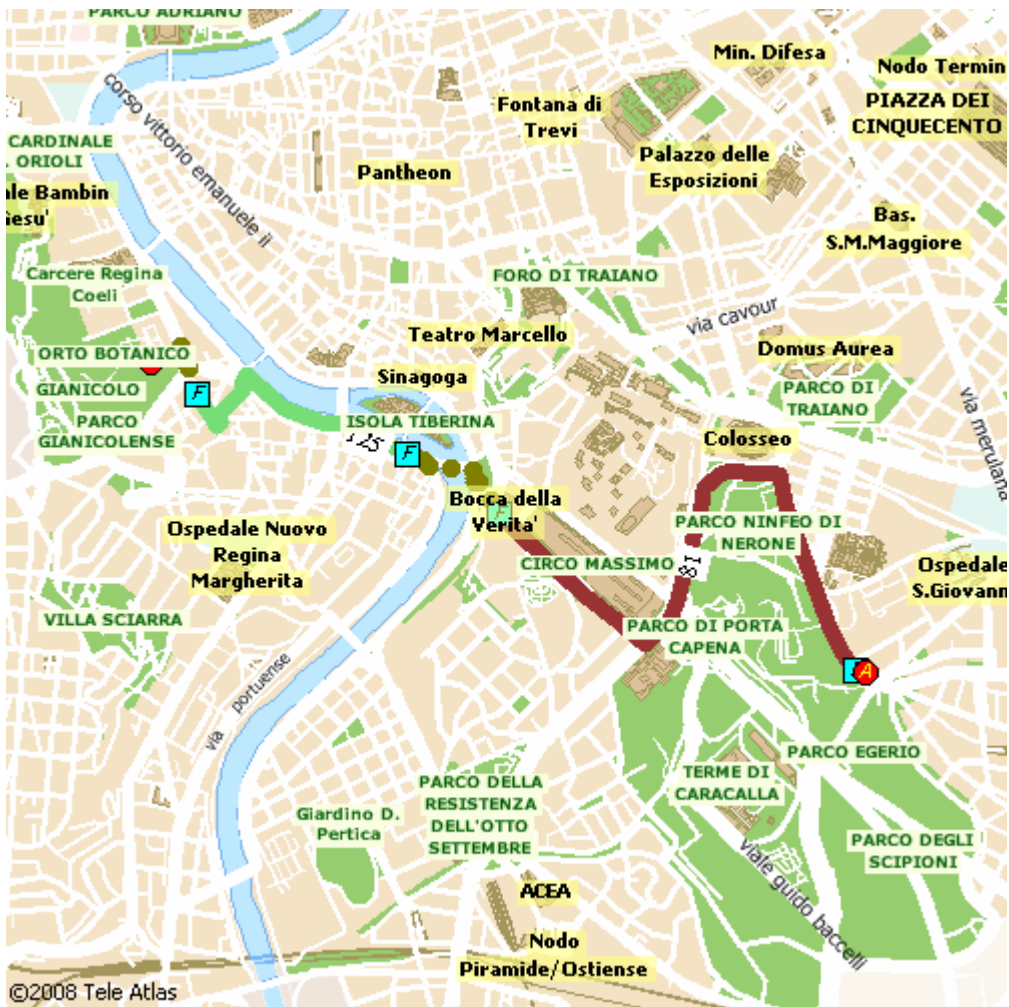 PARCO ADRIANO
Min. Difesa
Nodo Termin
PIAZZA DEI
CINQUECENTO
corso vittorio emanuele ii
Fontana di
Trevi
CARDINALE
ORIOLI
Palazzo delle
Esposizioni
Pantheon
ale Bambin
Gesu'
Bas.
S.M.Maggiore
Carcere Regina
Coeli
FORO DI TRAIANO
via cavour
Teatro Marcello
Domus Aurea
ORTO BOTANICO
GIANICOLO
Sinagoga
PARCO DI
TRAIANO
F
PARCO
GIANICOLENSE
ISOLA TIBERINA
via merulana
125
Colosseo
F
Bocca della
Verita'
F
Ospedale Nuovo
Regina
Margherita
PARCO NINFEO DI
NERONE
CIRCO MASSIMO
81
Ospedale
S.Giovann
VILLA SCIARRA
PARCO DI PORTA
CAPENA
A
via portuense
PARCO EGERIO
TERME DI
CARACALLA
PARCO DELLA
RESISTENZA
DELL'OTTO
SETTEMBRE
Giardino D.
Pertica
PARCO DEGLI
SCIPIONI
viale guido baccelli
ACEA
Nodo
Piramide/Ostiense
©2008 Tele Atlas